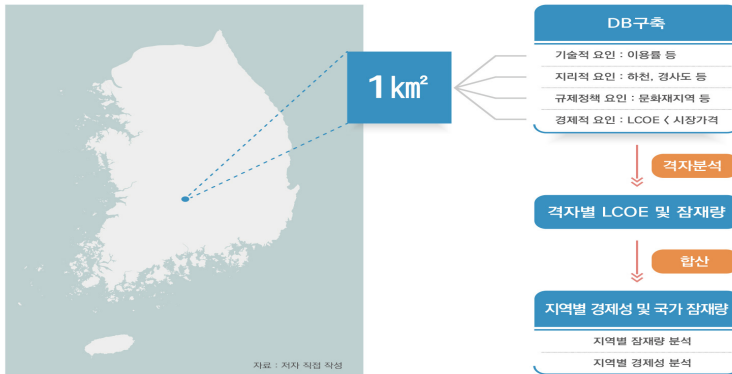 1km²
DB구축
기술적 요인 : 이용률 등
지리적 요인 : 하천, 경사도 등
규제정책 요인 : 문화재지역 등
경제적 요인 : LCOE < 시장가격
격자분석
격자별 LCOE 및 잠재량
합산
지역별 경제성 및 국가 잠재량
지역별 잠재량 분석
지역별 경제성 분석
자료 : 저자 직접 작성